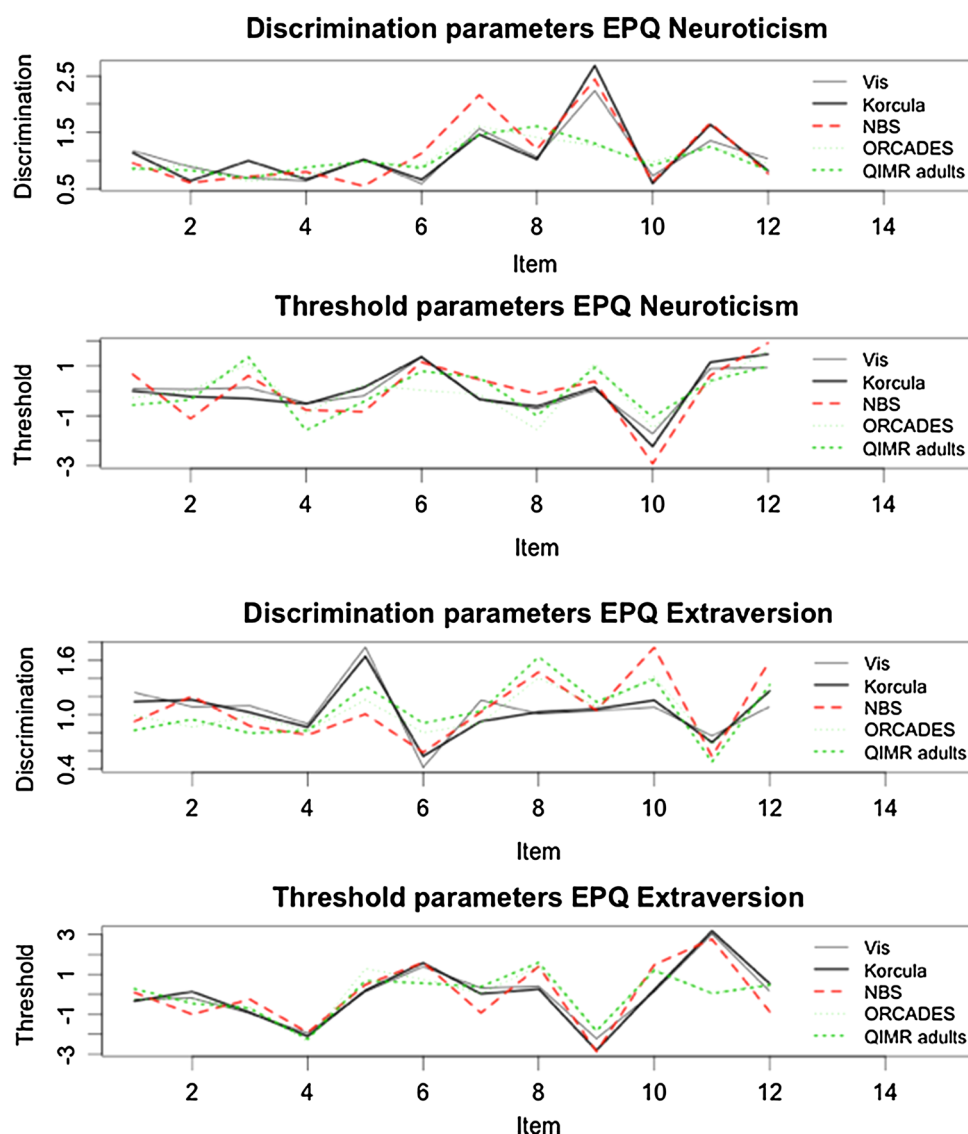 Discrimination parameters EPQ Neuroticism
Discrimination
2.5
1.5
0.5
Vis
Korcula
NBS
ORCADES
QIMR adults
2 4 6 8 10 12 14
Item
Threshold parameters EPQ Neuroticism
Threshold
1
-1
-3
Vis
Korcula
NBS
ORCADES
QIMR adults
2 4 6 8 10 12 14
Item
Discrimination parameters EPQ Extraversion
Discrimination
1.6
1.0
0.4
Vis
Korcula
NBS
ORCADES
QIMR adults
2 4 6 8 10 12 14
Item
Threshold parameters EPQ Extraversion
Threshold
3
1
-1
-3
Vis
Korcula
NBS
ORCADES
QIMR adults
2 4 6 8 10 12 14
Item